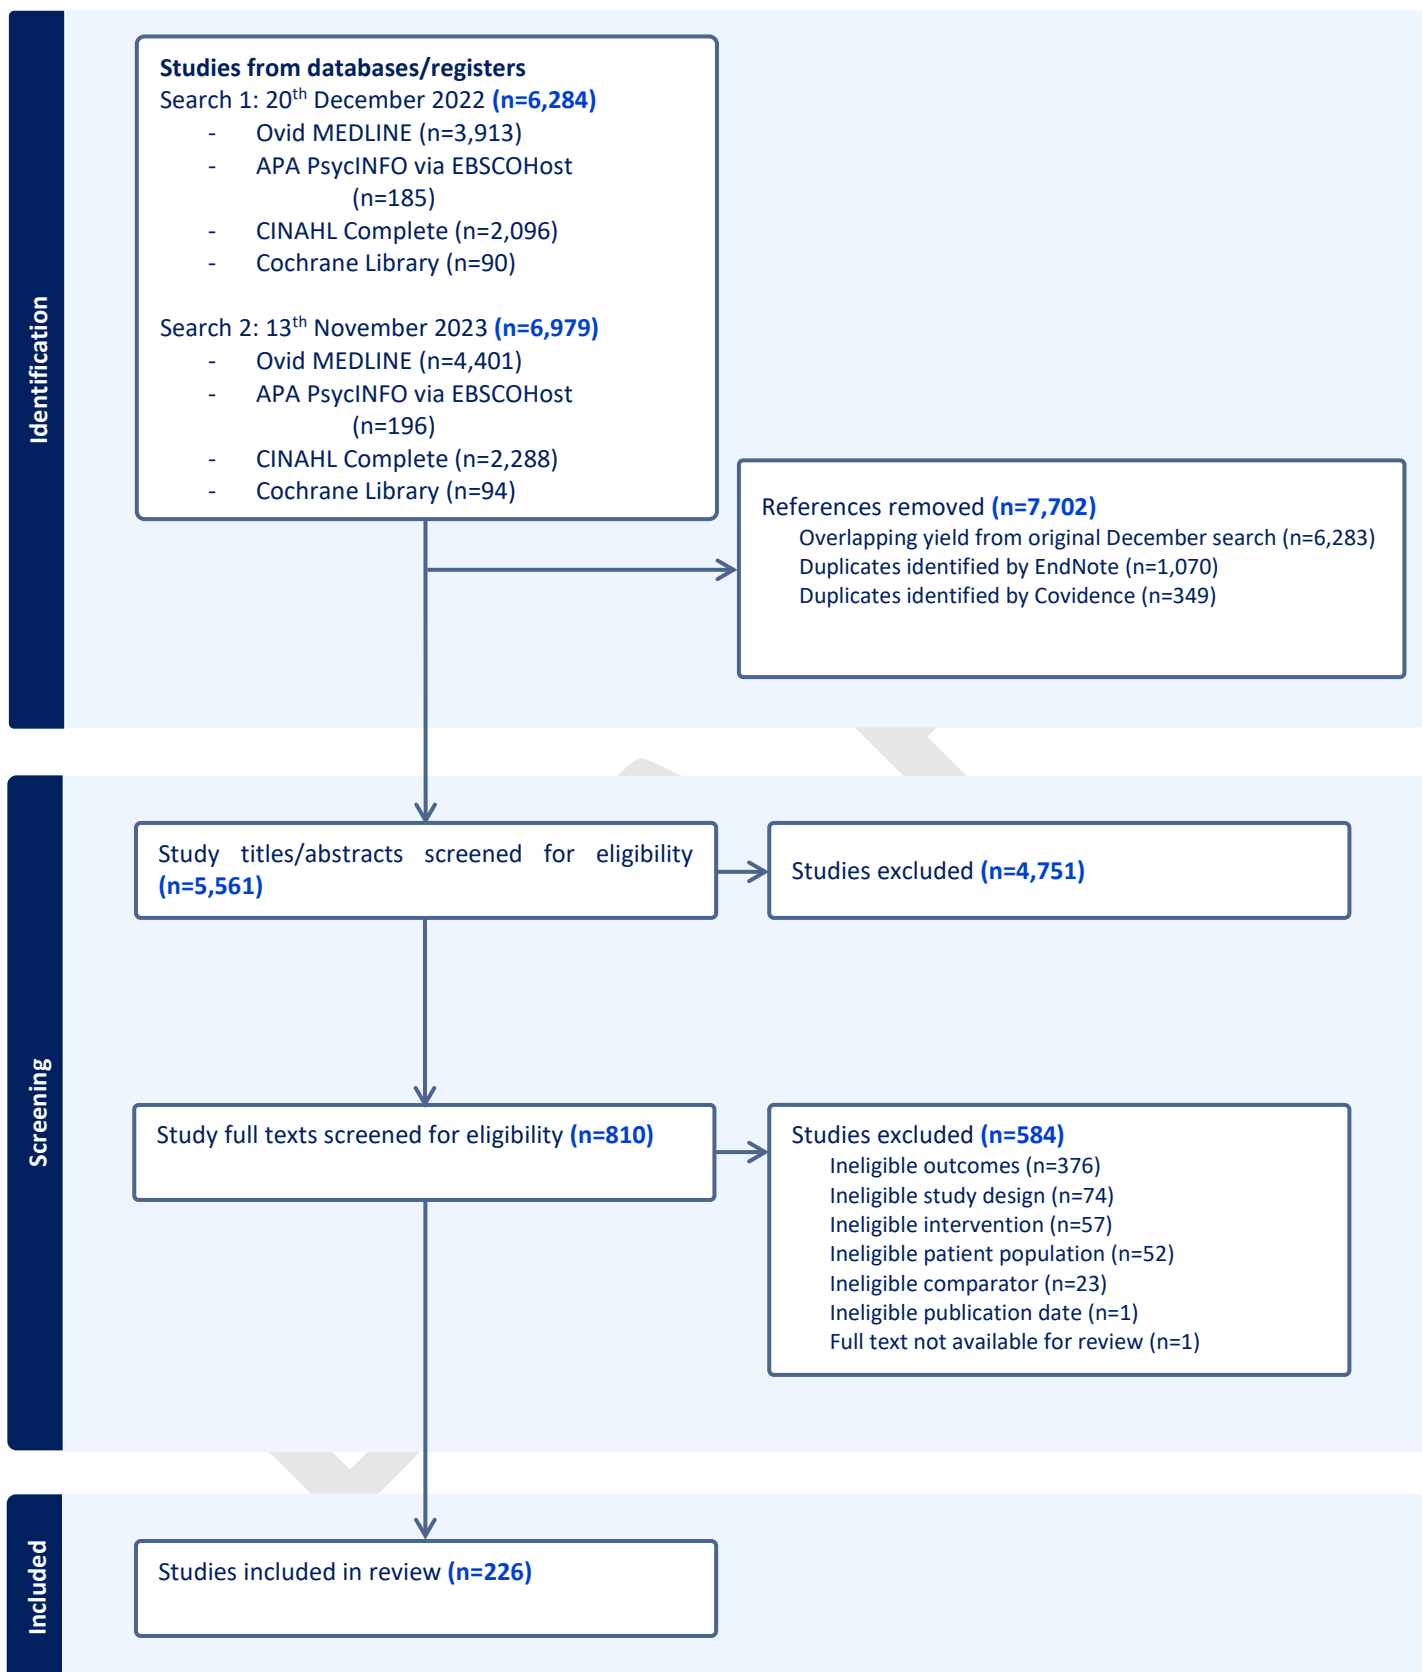 Identification
Studies from databases/registers
Search 1: 20th December 2022 (n=6,284)
- Ovid MEDLINE (n=3,913)
- APA PsycINFO via EBSCOHost
(n=185)
- CINAHL Complete (n=2,096)
- Cochrane Library (n=90)
Search 2: 13th November 2023 (n=6,979)
- Ovid MEDLINE (n=4,401)
- APA PsycINFO via EBSCOHost
(n=196)
- CINAHL Complete (n=2,288)
- Cochrane Library (n=94)
References removed (n=7,702)
Overlapping yield from original December search (n=6,283)
Duplicates identified by EndNote (n=1,070)
Duplicates identified by Covidence (n=349)
Screening
Study titles/abstracts screened for eligibility
(n=5,561)
Studies excluded (n=4,751)
Study full texts screened for eligibility (n=810)
Studies excluded (n=584)
Ineligible outcomes (n=376)
Ineligible study design (n=74)
Ineligible intervention (n=57)
Ineligible patient population (n=52)
Ineligible comparator (n=23)
Ineligible publication date (n=1)
Full text not available for review (n=1)
Included
Studies included in review (n=226)